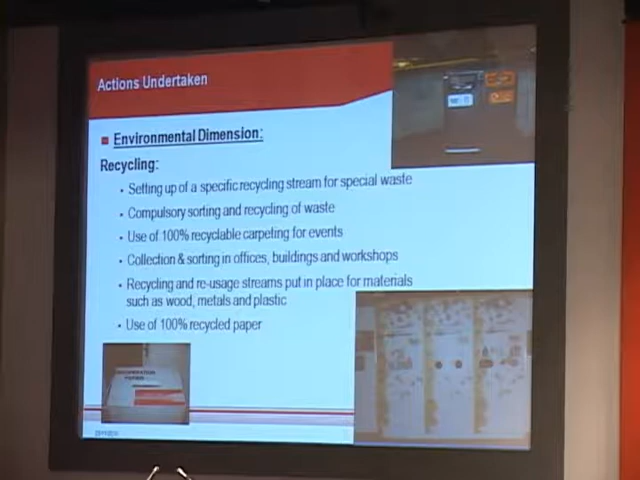 Actions Undertaken
Environmental Dimension:
Recycling:
• Setting up of a specific recycling stream for special waste
• Compulsory sorting and recycling of waste
• Use of 100% recyclable carpeting for events
• Collection & sorting in offices, buildings and workshops
• Recycling and re-usage streams put in place for materials
such as wood, metals and plastic
• Use of 100% recycled paper